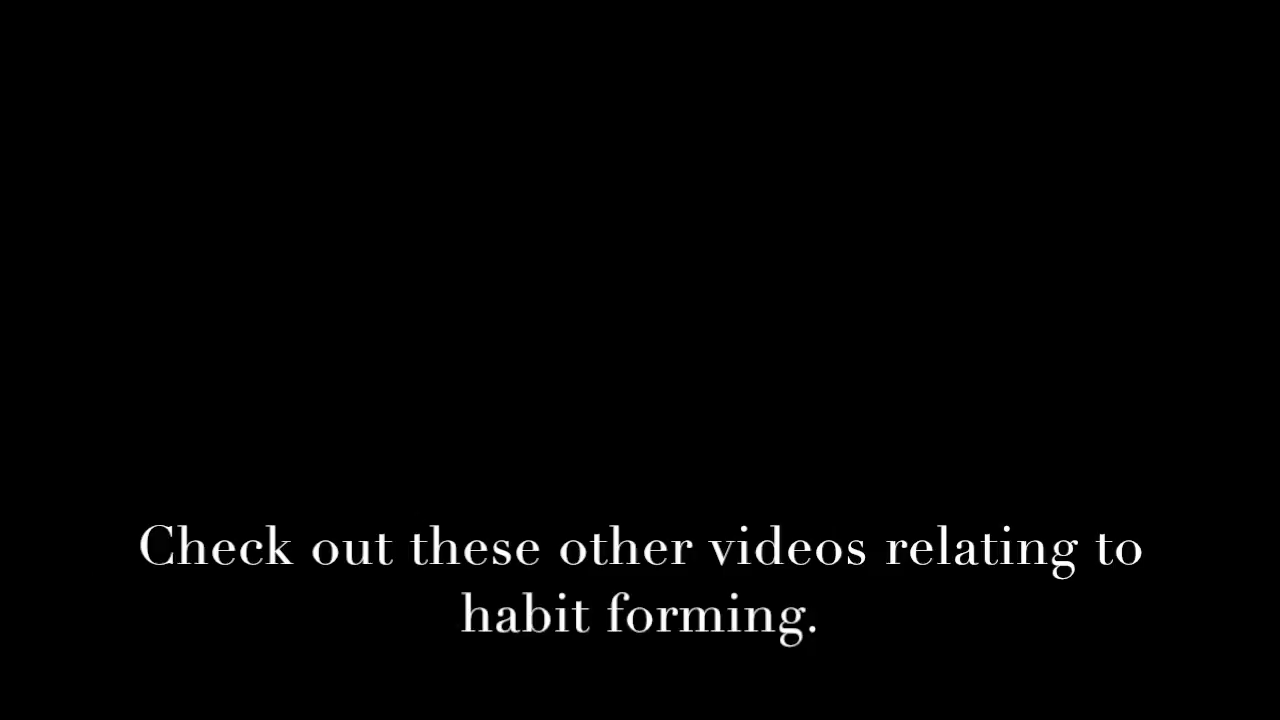 Check out these other videos relating to
habit forming.